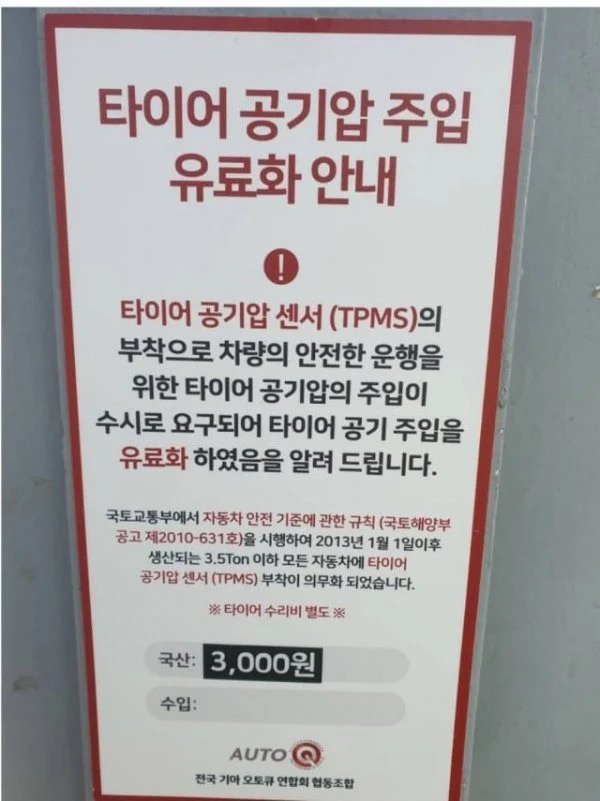 타이어 공기압 주입
유료화 안내
!
타이어 공기압 센서 (TPMS)의
부착으로 차량의 안전한 운행을
위한 타이어 공기압의 주입이
수시로 요구되어 타이어 공기 주입을
유료화 하였음을 알려 드립니다.
국토교통부에서 자동차 안전 기준에 관한 규칙 (국토해양부
공고 제2010-631호)을 시행하여 2013년 1월 1일이후
생산되는 3.5Ton 이하 모든 자동차에 타이어
공기압 센서 (TPMS) 부착이 의무화 되었습니다.
※ 타이어 수리비 별도 ※
국산: 3,000원
수입:
AUTO Q
전국 기아 오토큐 연합회 협동조합